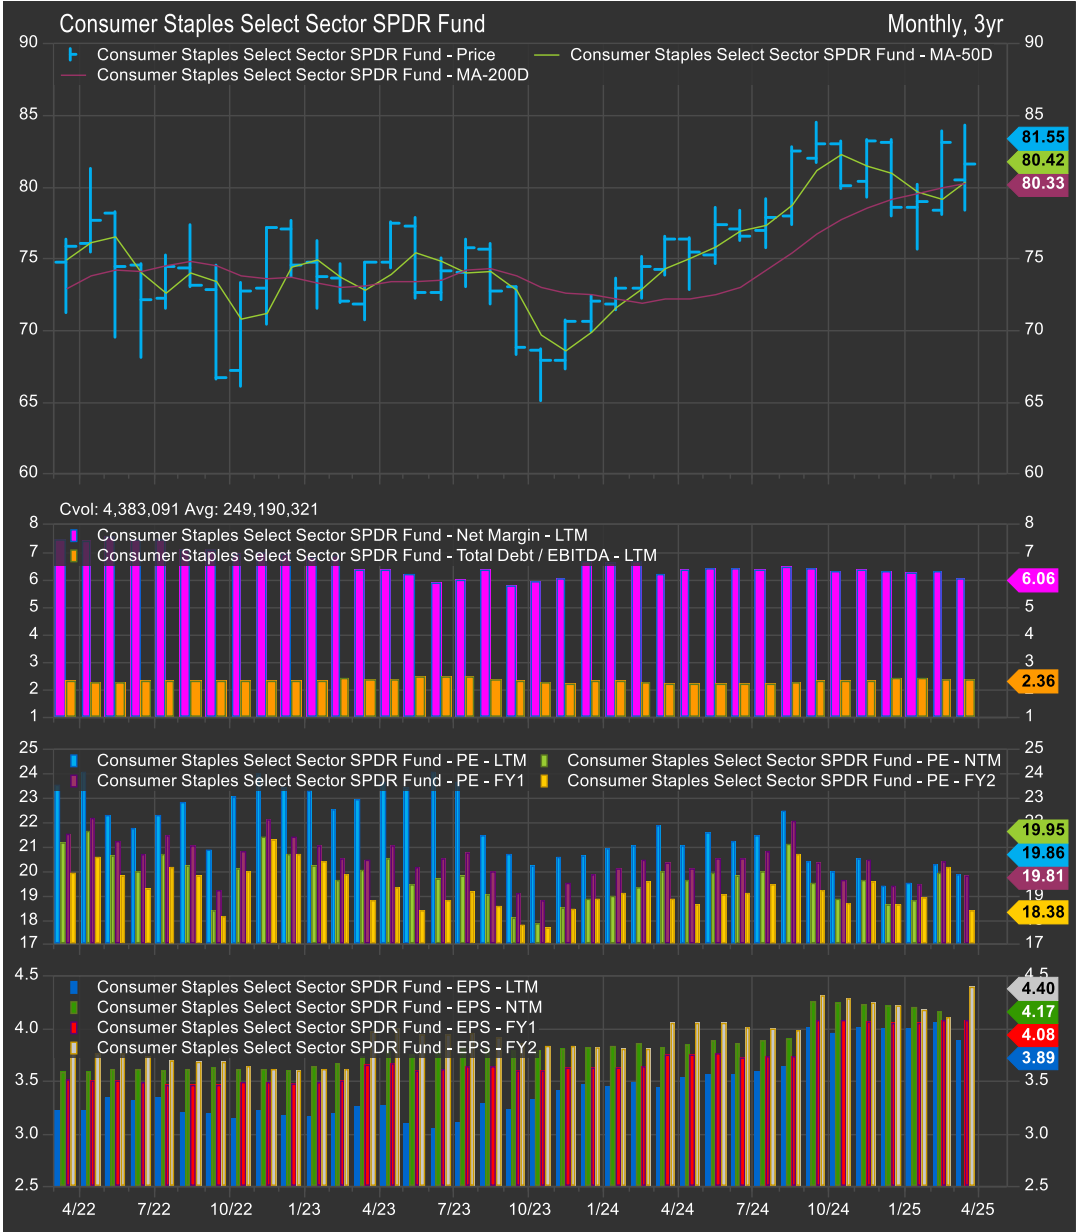 Consumer Staples Select Sector SPDR Fund Monthly, 3yr
90 90
Consumer Staples Select Sector SPDR Fund - Price Consumer Staples Select Sector SPDR Fund - MA-50D
Consumer Staples Select Sector SPDR Fund - MA-200D
85 85
81.55
80.42
80 80.33
75 75
70 70
65 65
60 60
Cvol: 4,383,091 Avg: 249,190,321
8 8
Consumer Staples Select Sector SPDR Fund - Net Margin - LTM
7 7
Consumer Staples Select Sector SPDR Fund - Total Debt / EBITDA - LTM
6 6.06
5 5
4 4
3 3
2 2.36
1 1
25 25
Consumer Staples Select Sector SPDR Fund - PE - LTM Consumer Staples Select Sector SPDR Fund - PE - NTM
24 24
Consumer Staples Select Sector SPDR Fund - PE - FY1 Consumer Staples Select Sector SPDR Fund - PE - FY2
23 23
22
21 19.95
20 19.86
19.81
19 19
18 18.38
17 17
4.5 4.5
Consumer Staples Select Sector SPDR Fund - EPS - LTM 4.40
Consumer Staples Select Sector SPDR Fund - EPS - NTM 4.17
4.0 Consumer Staples Select Sector SPDR Fund - EPS - FY1 4.08
Consumer Staples Select Sector SPDR Fund - EPS - FY2 3.89
3.5 3.5
3.0 3.0
2.5 2.5
4/22 7/22 10/22 1/23 4/23 7/23 10/23 1/24 4/24 7/24 10/24 1/25 4/25